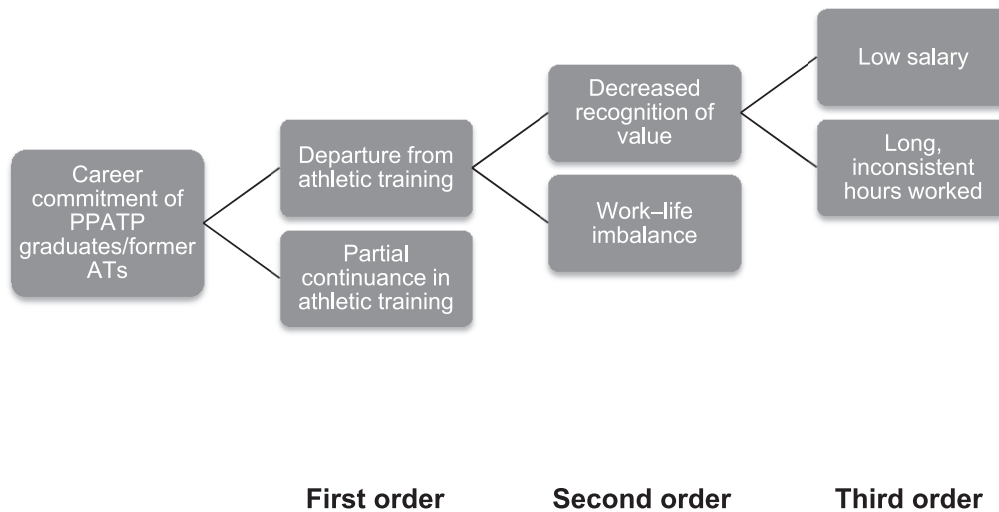 Career
commitment of
PPATP
graduates/former
ATs
Departure from
athletic training
Partial
continuance in
athletic training
Decreased
recognition of
value
Work–life
imbalance
Low salary
Long,
inconsistent
hours worked
First order
Second order
Third order